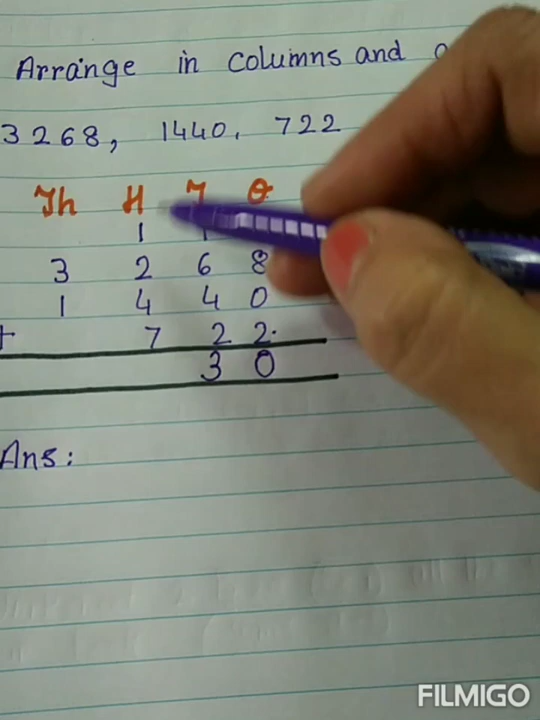 Arrange in columns and
3268, 1440, 722
Th H T O
1 1
3 2 6 8
1 4 4 0
+ 7 2 2.
3 0
Ans:
FILMIGO